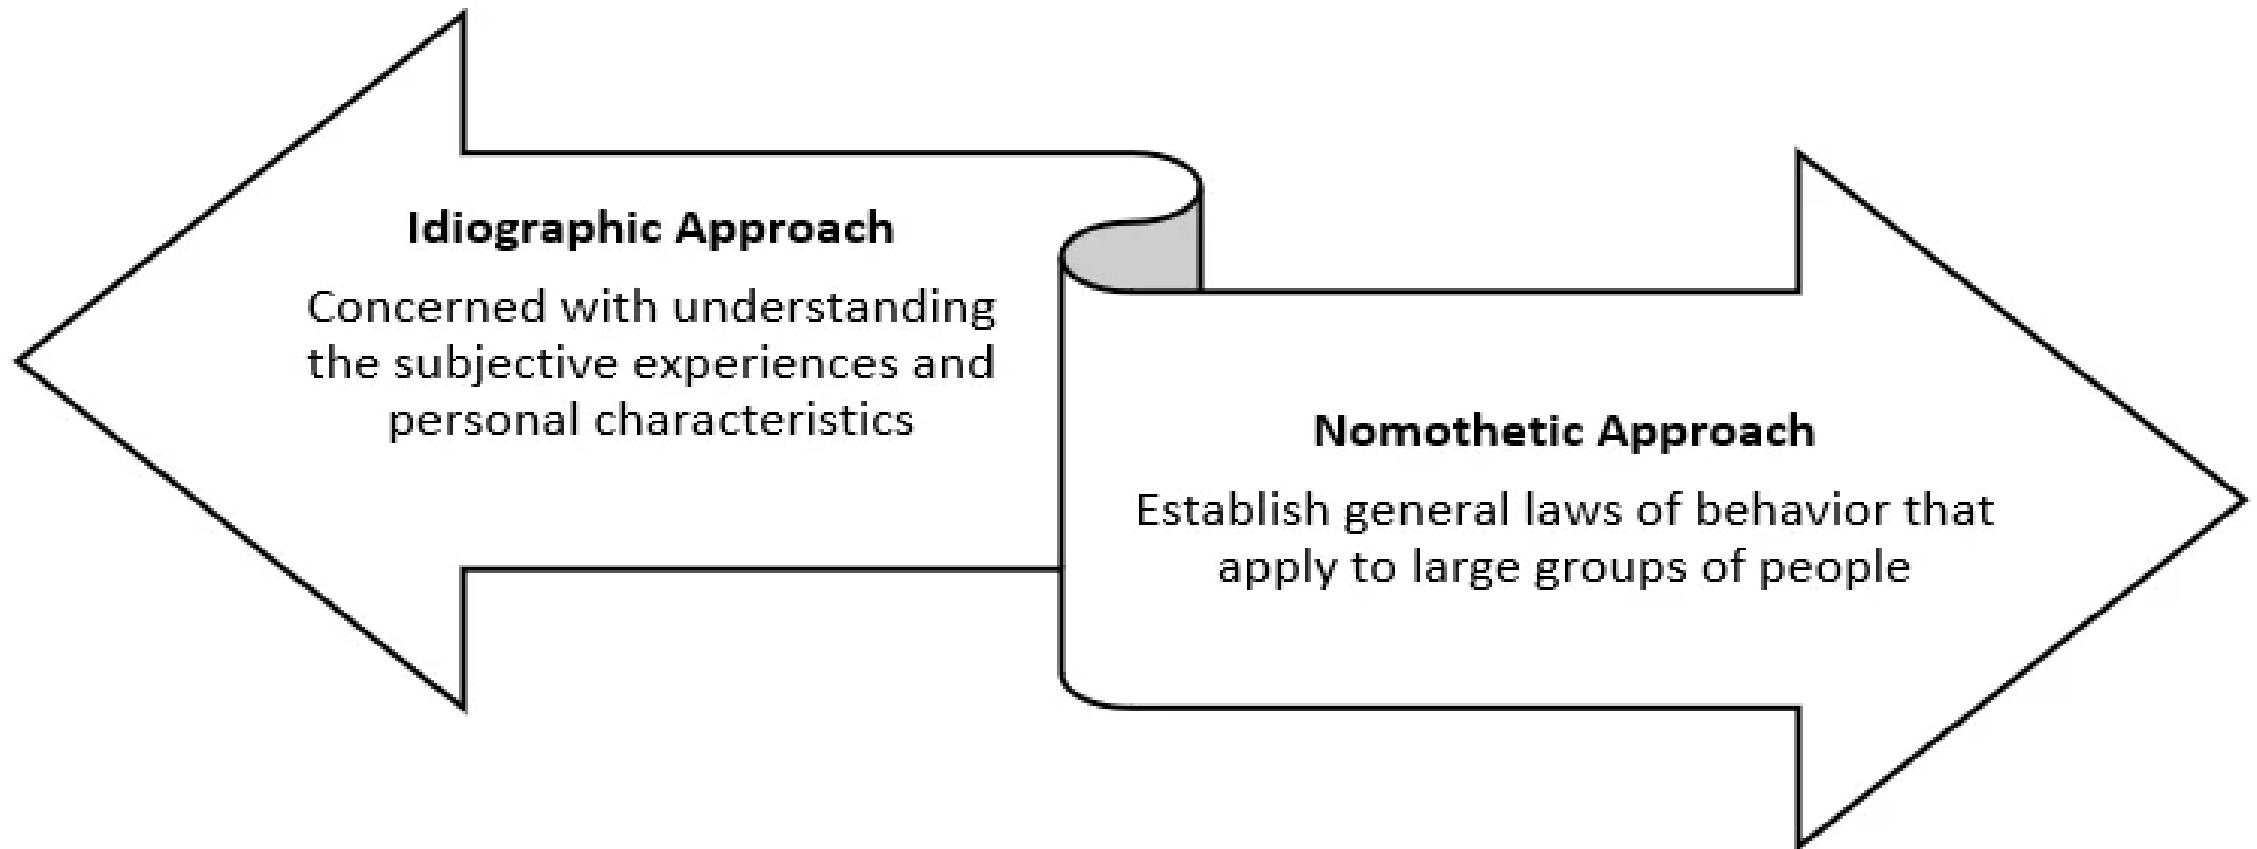 Idiographic Approach
Concerned with understanding
the subjective experiences and
personal characteristics
Nomothetic Approach
Establish general laws of behavior that
apply to large groups of people